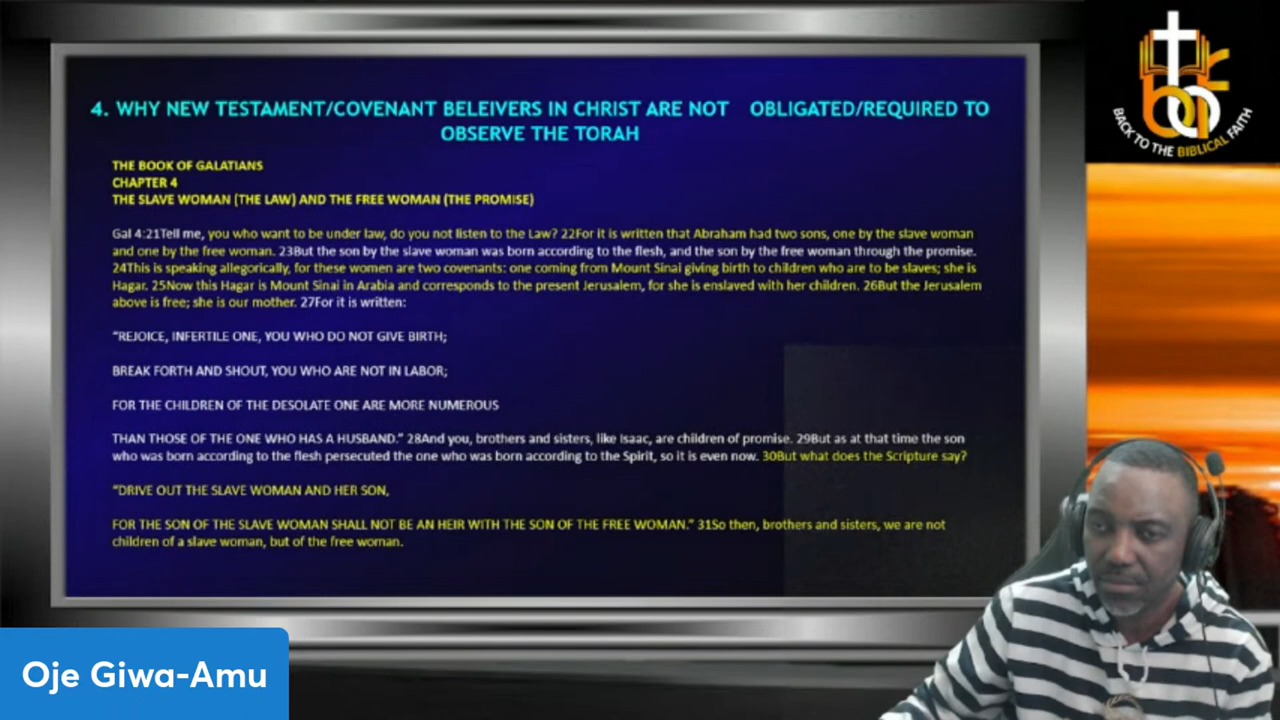 4. WHY NEW TESTAMENT/COVENANT BELEIVERS IN CHRIST ARE NOT OBLIGATED/REQUIRED TO
OBSERVE THE TORAH
THE BOOK OF GALATIANS
CHAPTER 4
THE SLAVE WOMAN (THE LAW) AND THE FREE WOMAN (THE PROMISE)
Gal 4:21Tell me, you who want to be under law, do you not listen to the Law? 22For it is written that Abraham had two sons, one by the slave woman
and one by the free woman. 23But the son by the slave woman was born according to the flesh, and the son by the free woman through the promise.
24This is speaking allegorically, for these women are two covenants: one coming from Mount Sinai giving birth to children who are to be slaves; she is
Hagar. 25Now this Hagar is Mount Sinai in Arabia and corresponds to the present Jerusalem, for she is enslaved with her children. 26But the Jerusalem
above is free; she is our mother. 27For it is written:
“REJOICE, INFERTILE ONE, YOU WHO DO NOT GIVE BIRTH;
BREAK FORTH AND SHOUT, YOU WHO ARE NOT IN LABOR;
FOR THE CHILDREN OF THE DESOLATE ONE ARE MORE NUMEROUS
THAN THOSE OF THE ONE WHO HAS A HUSBAND.” 28And you, brothers and sisters, like Isaac, are children of promise. 29But as at that time the son
who was born according to the flesh persecuted the one who was born according to the Spirit, so it is even now. 30But what does the Scripture say?
“DRIVE OUT THE SLAVE WOMAN AND HER SON,
FOR THE SON OF THE SLAVE WOMAN SHALL NOT BE AN HEIR WITH THE SON OF THE FREE WOMAN.” 31So then, brothers and sisters, we are not
children of a slave woman, but of the free woman.
BACK TO THE BIBLICAL FAITH
Oje Giwa-Amu